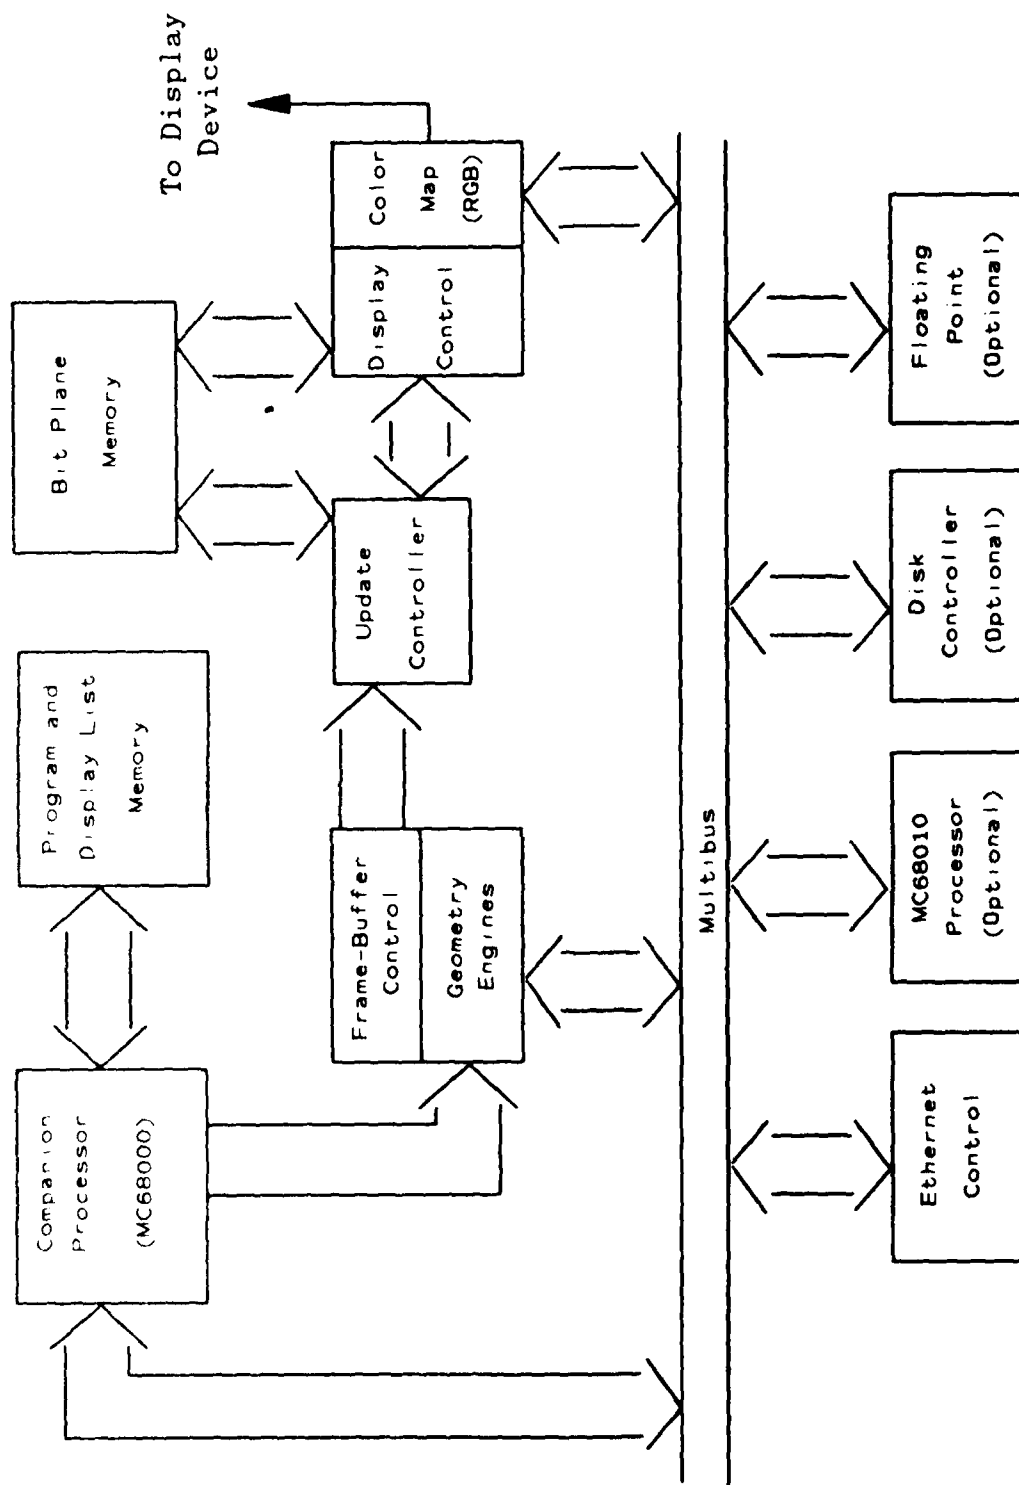 Companion
Processor
(MC68000)
Program and
Display List
Memory
Bit Plane
Memory
To Display
Device
Frame-Buffer
Control
Geometry
Engines
Update
Controller
Display
Control
Color
Map
(RGB)
Multibus
Ethernet
Control
MC68010
Processor
(Optional)
Disk
Controller
(Optional)
Floating
Point
(Optional)